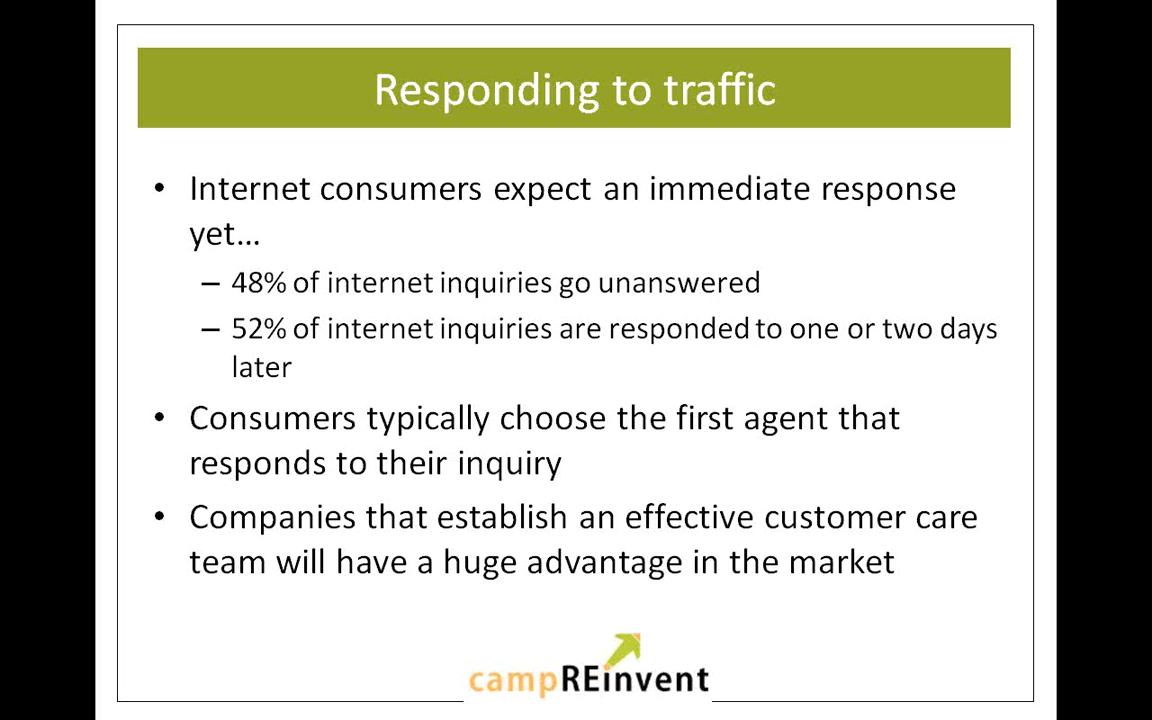 Responding to traffic
• Internet consumers expect an immediate response
yet…
– 48% of internet inquiries go unanswered
– 52% of internet inquiries are responded to one or two days
later
• Consumers typically choose the first agent that
responds to their inquiry
• Companies that establish an effective customer care
team will have a huge advantage in the market
campREinvent